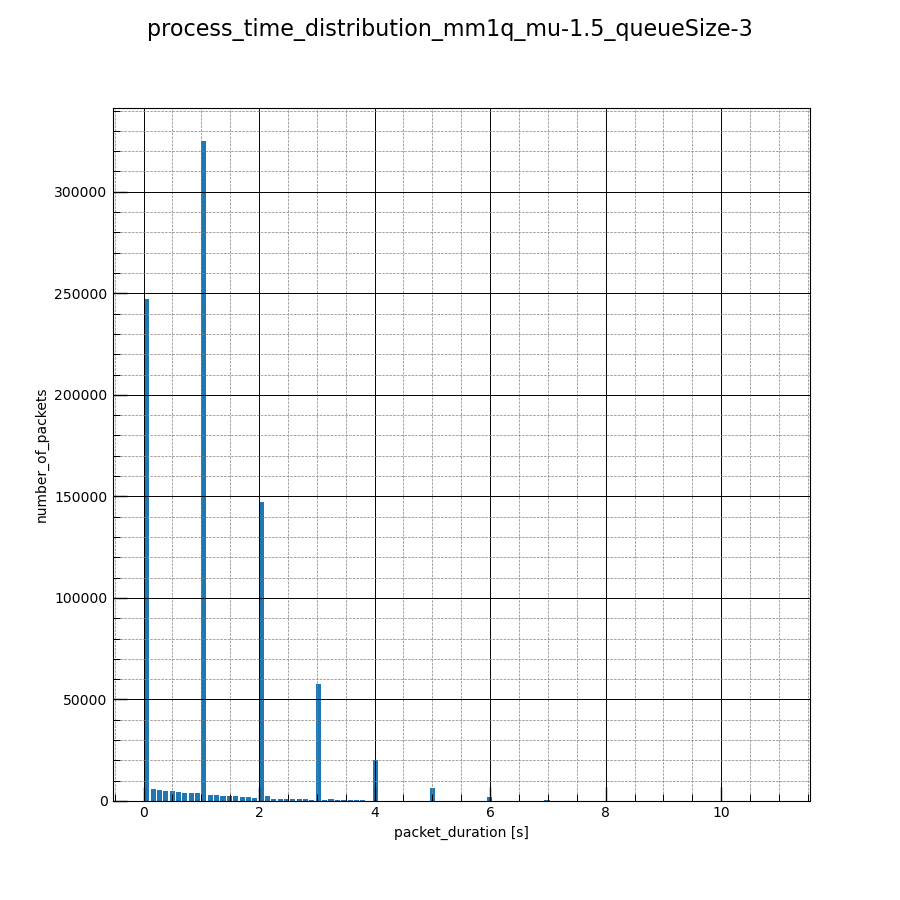 process_time_distribution_mm1q_mu-1.5_queueSize-3
300000
250000
200000
150000
100000
50000
0
number_of_packets
0 2 4 6 8 10
packet_duration [s]